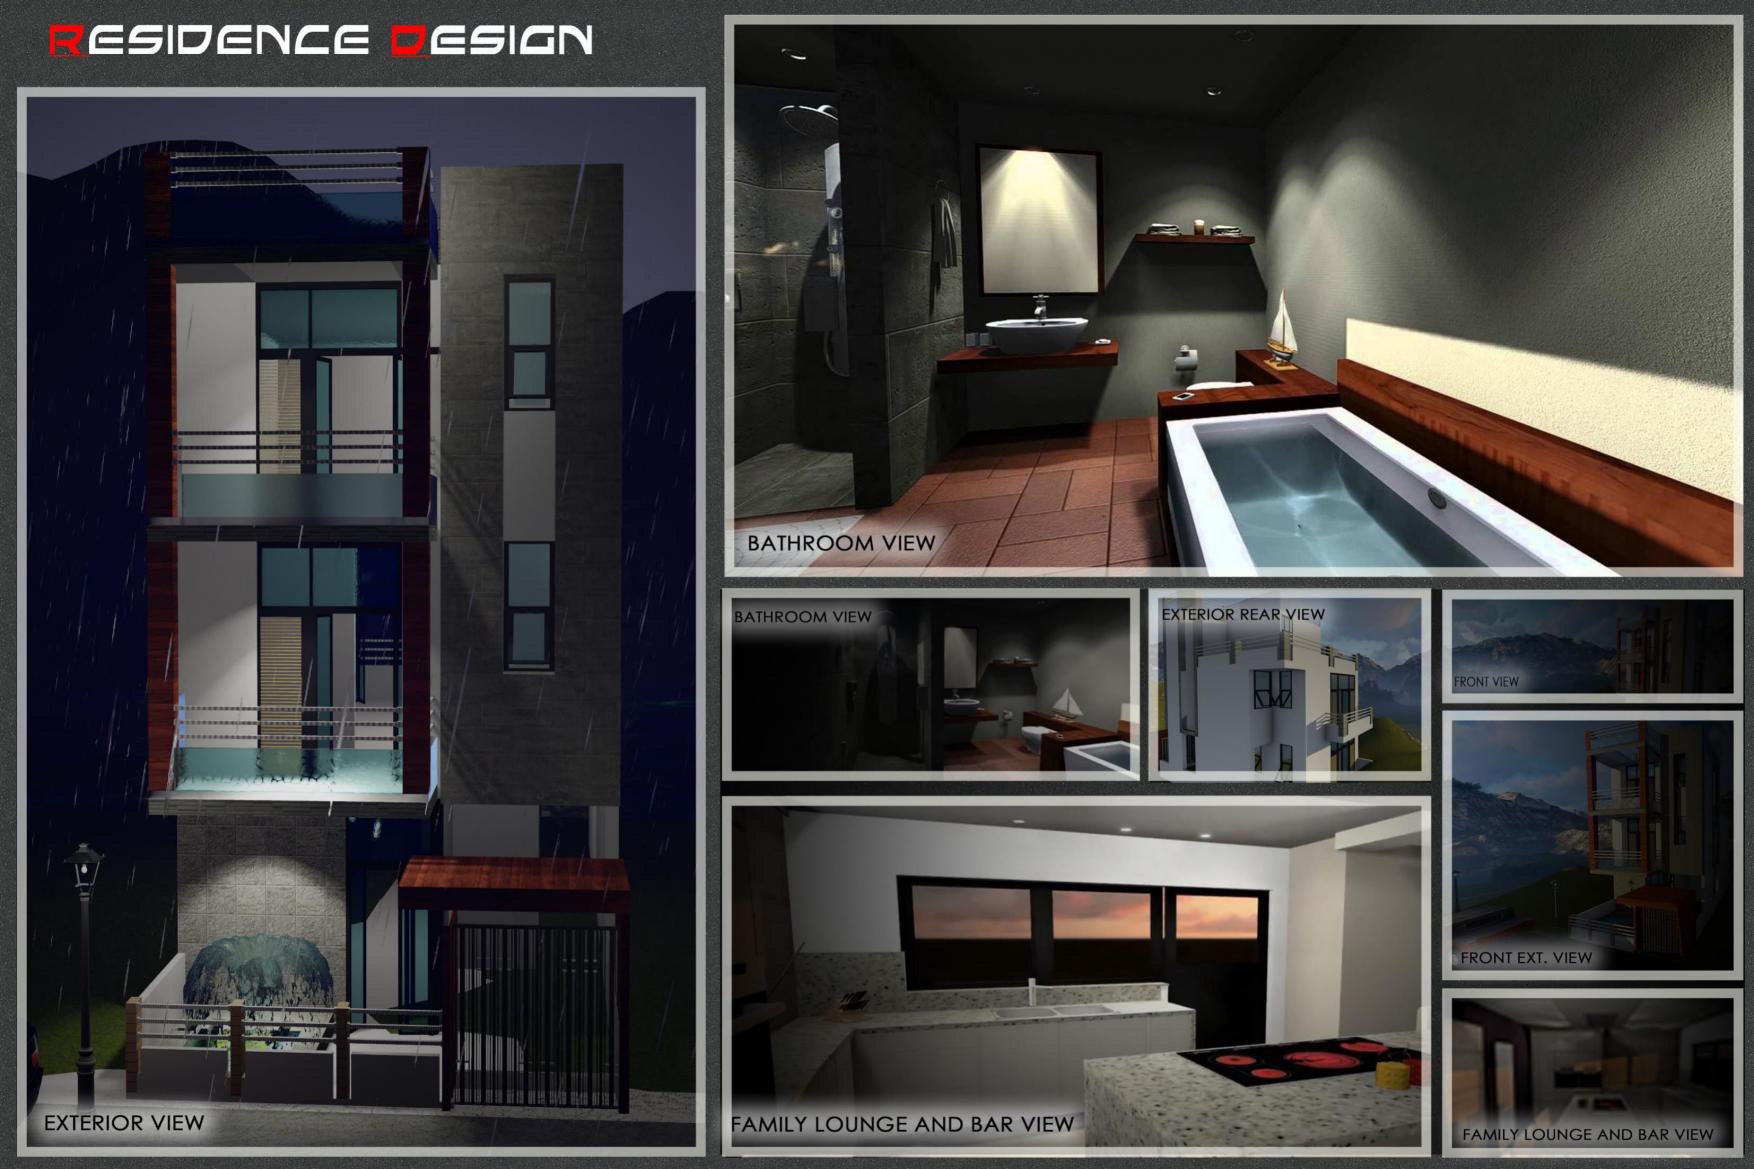 RESIDENCE DESIGN
EXTERIOR VIEW
BATHROOM VIEW
BATHROOM VIEW
EXTERIOR REAR VIEW
FRONT VIEW
FRONT EXT. VIEW
FAMILY LOUNGE AND BAR VIEW
FAMILY LOUNGE AND BAR VIEW